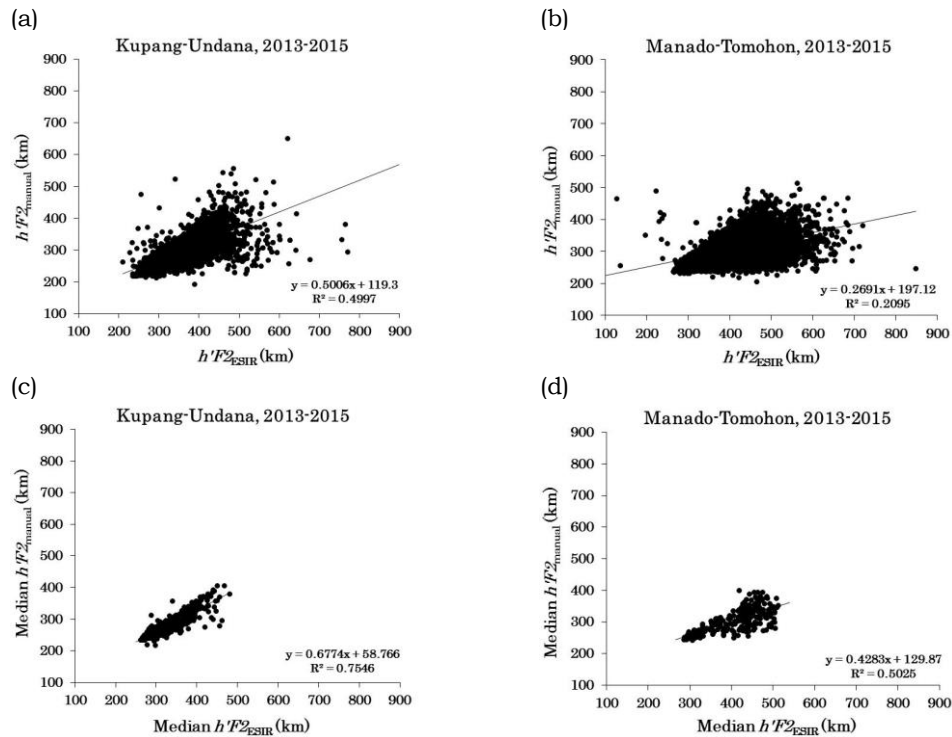 (a)
Kupang-Undana, 2013-2015
900
800
700
600
500
400
300
200
100
h'F2manual (km)
y = 0.5006x + 119.3
R² = 0.4997
100 200 300 400 500 600 700 800 900
h'F2ESIR (km)
(b)
Manado-Tomohon, 2013-2015
900
800
700
600
500
400
300
200
100
h'F2manual (km)
y = 0.2691x + 197.12
R² = 0.2095
100 200 300 400 500 600 700 800 900
h'F2ESIR (km)
(c)
Kupang-Undana, 2013-2015
900
800
700
600
500
400
300
200
100
Median h'F2manual (km)
y = 0.6774x + 58.766
R² = 0.7546
100 200 300 400 500 600 700 800 900
Median h'F2ESIR (km)
(d)
Manado-Tomohon, 2013-2015
900
800
700
600
500
400
300
200
100
Median h'F2manual (km)
y = 0.4283x + 129.87
R² = 0.5025
100 200 300 400 500 600 700 800 900
Median h'F2ESIR (km)